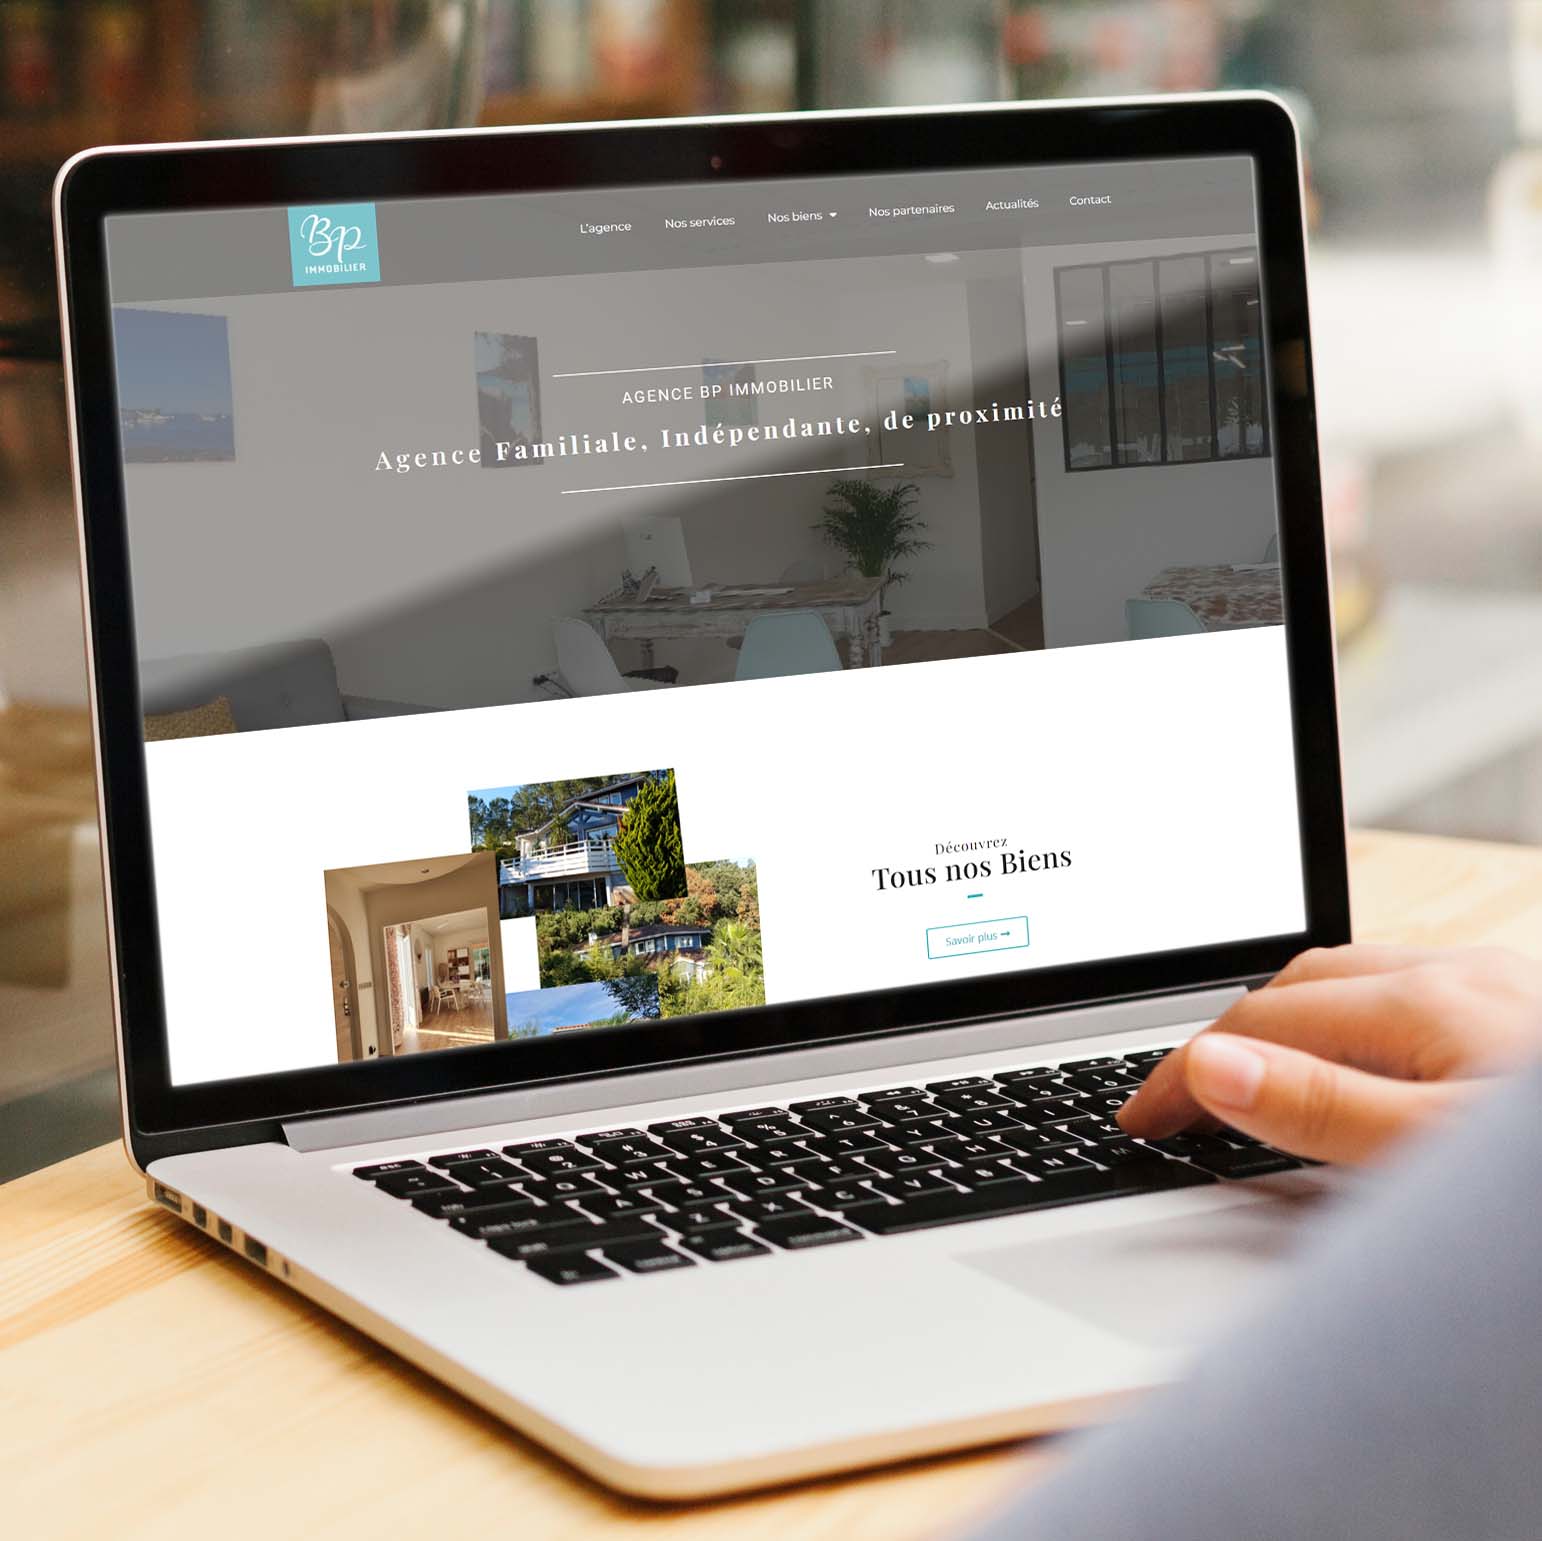 Bp
IMMOBILIER
L'agence
Nos services
Nos biens
Nos partenaires
Actualités
Contact
AGENCE BP IMMOBILIER
Agence Familiale, Indépendante, de proximité
Découvrez
Tous nos Biens
Savoir plus →